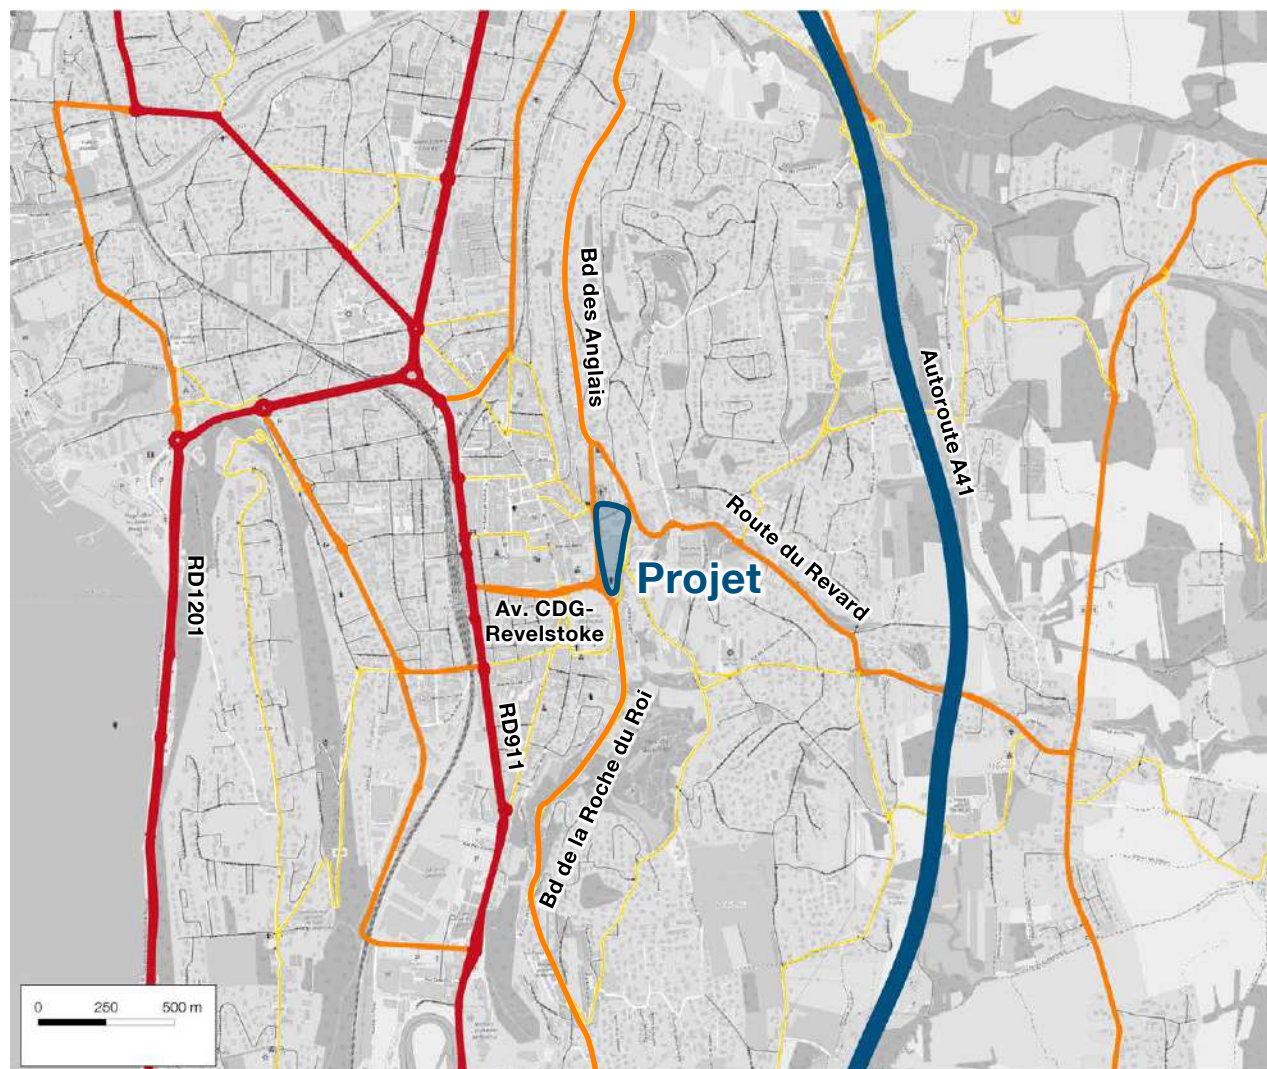 Bd des Anglais
Autoroute A41
Route du Revard
Projet
RD1201
Av. CDG-
Revelstoke
RD911
Bd de la Roche du Roi
0 250 500 m